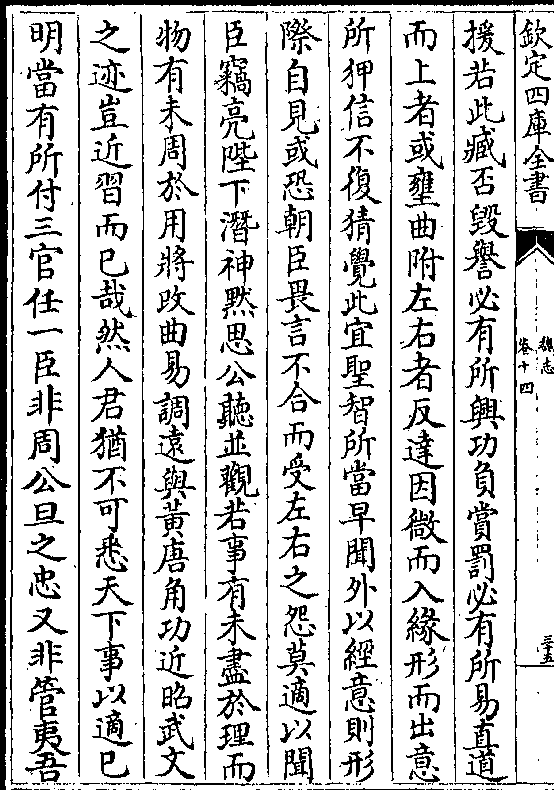 欽定四庫全書
魏志
卷十四
三十五
援若此臧否毀譽必有所興功負賞罰必有所易直道
而上者或壅曲附左右者反達因微而入緣形而出意
所狎信不復猜覺此宜聖智所當早聞外以經意則形
際自見或恐朝臣畏言不合而受左右之怨莫適以聞
臣竊亮陛下潛神黙思公聽並觀若事有未盡於理而
物有未周於用將改曲易調逺與黃唐角功近昭武文
之迹豈近習而已哉然人君猶不可悉天下事以適已
明當有所付三官任一臣非周公旦之忠又非管夷吾